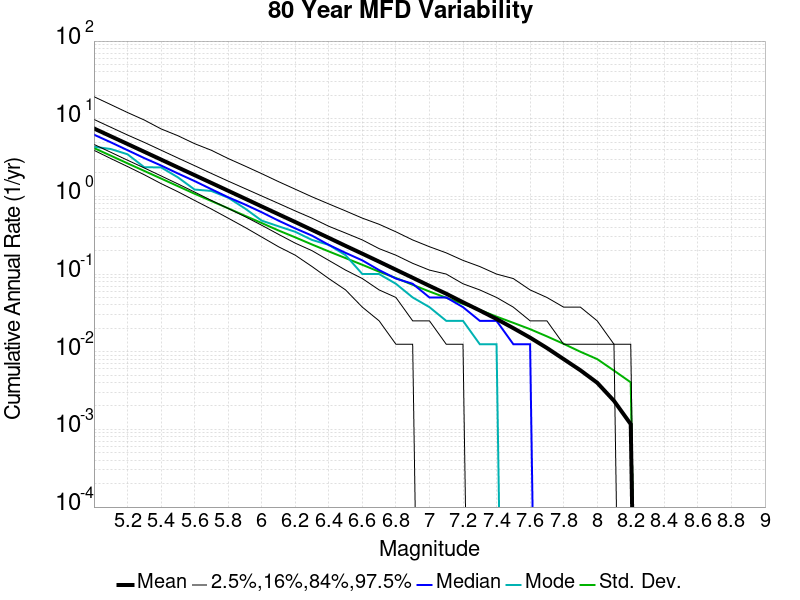 80 Year MFD Variability
Cumulative Annual Rate (1/yr)
10 2
10 1
10 0
10 -1
10 -2
10 -3
10 -4
5.2 5.4 5.6 5.8 6 6.2 6.4 6.6 6.8 7 7.2 7.4 7.6 7.8 8 8.2 8.4 8.6 8.8 9
Magnitude
Mean 2.5%,16%,84%,97.5% Median Mode Std. Dev.